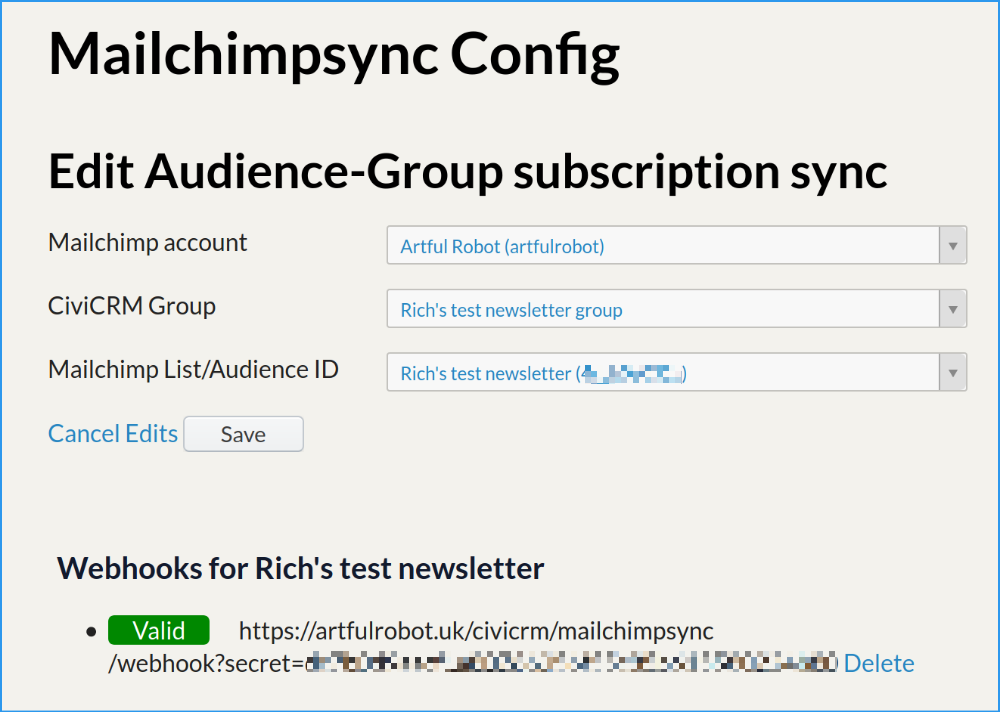 Mailchimpsync Config
Edit Audience-Group subscription sync
Mailchimp account
Artful Robot (artfulrobot)
CiviCRM Group
Rich's test newsletter group
Mailchimp List/Audience ID
Rich's test newsletter (
)
Cancel Edits Save
Webhooks for Rich's test newsletter
• Valid https://artfulrobot.uk/civicrm/mailchimpsync
/webhook?secret= Delete